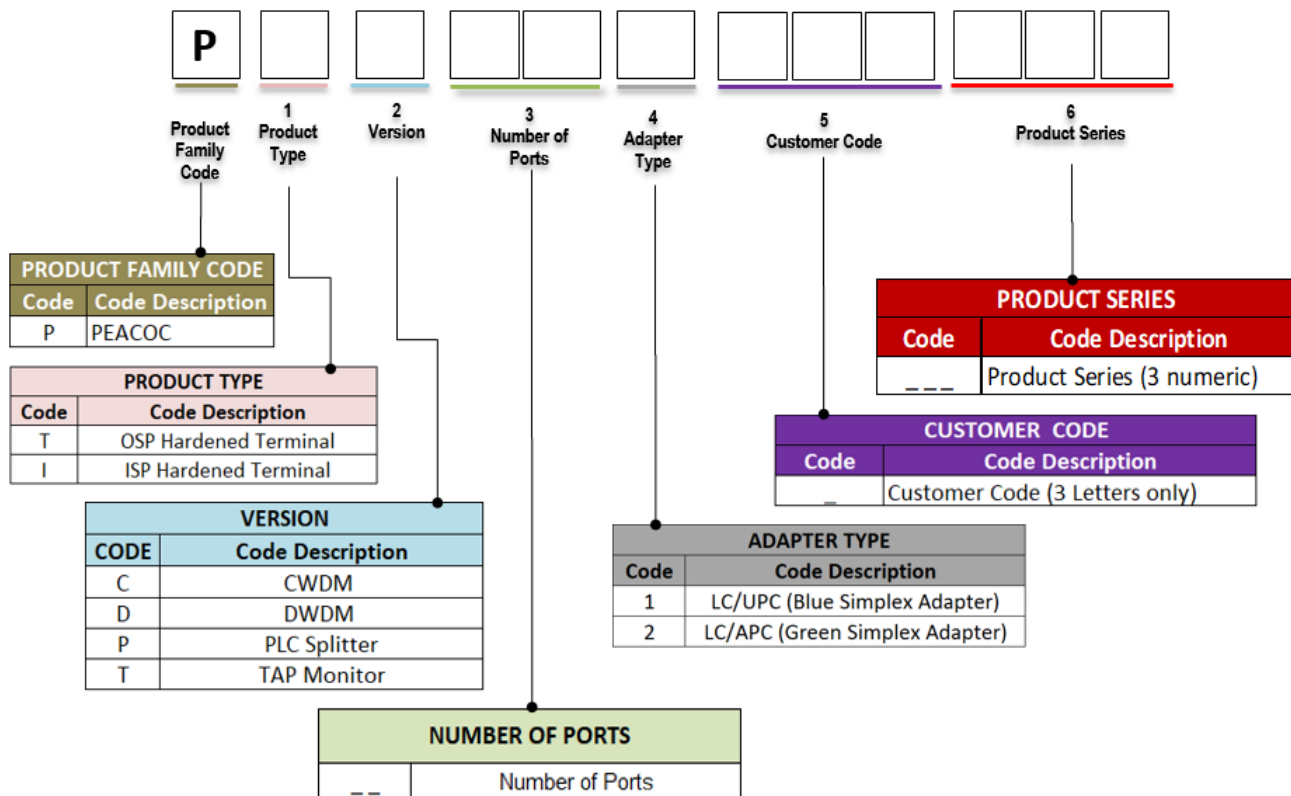 P
Product
Family
Code
1
Product
Type
2
Version
3
Number of
Ports
4
Adapter
Type
5
Customer Code
6
Product Series
PRODUCT FAMILY CODE
Code Code Description
P PEACOC
PRODUCT TYPE
Code Code Description
T OSP Hardened Terminal
I ISP Hardened Terminal
VERSION
CODE Code Description
C CWDM
D DWDM
P PLC Splitter
T TAP Monitor
NUMBER OF PORTS
_ _ Number of Ports
ADAPTER TYPE
Code Code Description
1 LC/UPC (Blue Simplex Adapter)
2 LC/APC (Green Simplex Adapter)
CUSTOMER CODE
Code Code Description
_ Customer Code (3 Letters only)
PRODUCT SERIES
Code Code Description
_ _ _ Product Series (3 numeric)